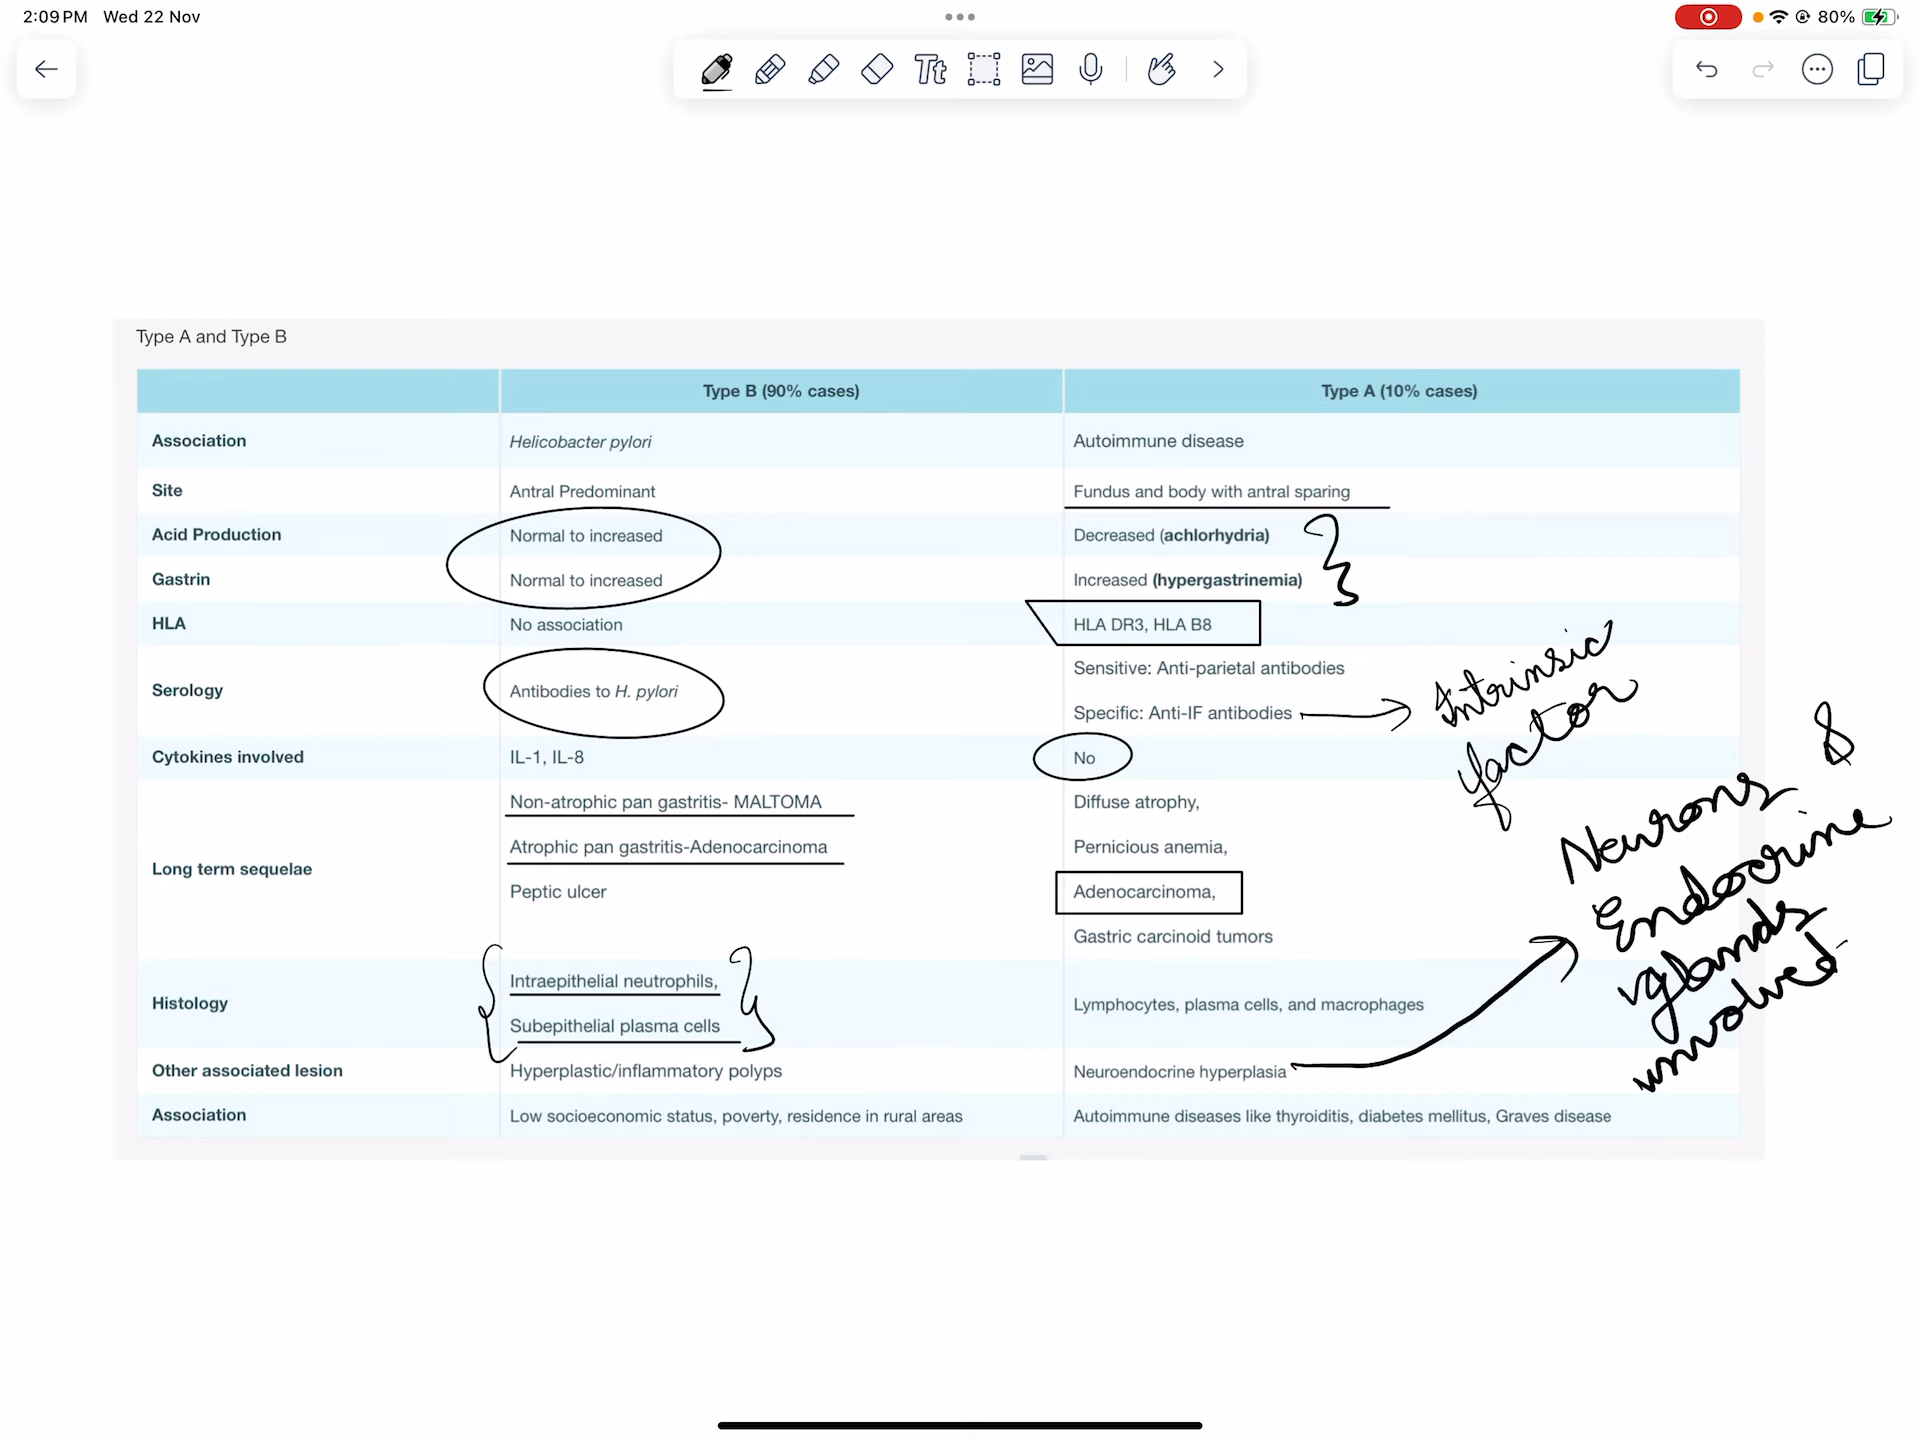 2:09 PM Wed 22 Nov
80%
Tt
Type A and Type B
Type B (90% cases)
Type A (10% cases)
Association
Helicobacter pylori
Autoimmune disease
Site
Antral Predominant
Fundus and body with antral sparing
Acid Production
Normal to increased
Decreased (achlorhydria)
Gastrin
Normal to increased
Increased (hypergastrinemia)
HLA
No association
HLA DR3, HLA B8
Serology
Antibodies to H. pylori
Sensitive: Anti-parietal antibodies
Specific: Anti-IF antibodies
Intrinsic
factor
Cytokines involved
IL-1, IL-8
No
Long term sequelae
Non-atrophic pan gastritis- MALTOMA
Atrophic pan gastritis-Adenocarcinoma
Peptic ulcer
Diffuse atrophy,
Pernicious anemia,
Adenocarcinoma,
Gastric carcinoid tumors
Histology
Intraepithelial neutrophils,
Subepithelial plasma cells
Lymphocytes, plasma cells, and macrophages
Other associated lesion
Hyperplastic/inflammatory polyps
Neuroendocrine hyperplasia
Neurons &
Endocrine
glands
involved
Association
Low socioeconomic status, poverty, residence in rural areas
Autoimmune diseases like thyroiditis, diabetes mellitus, Graves disease